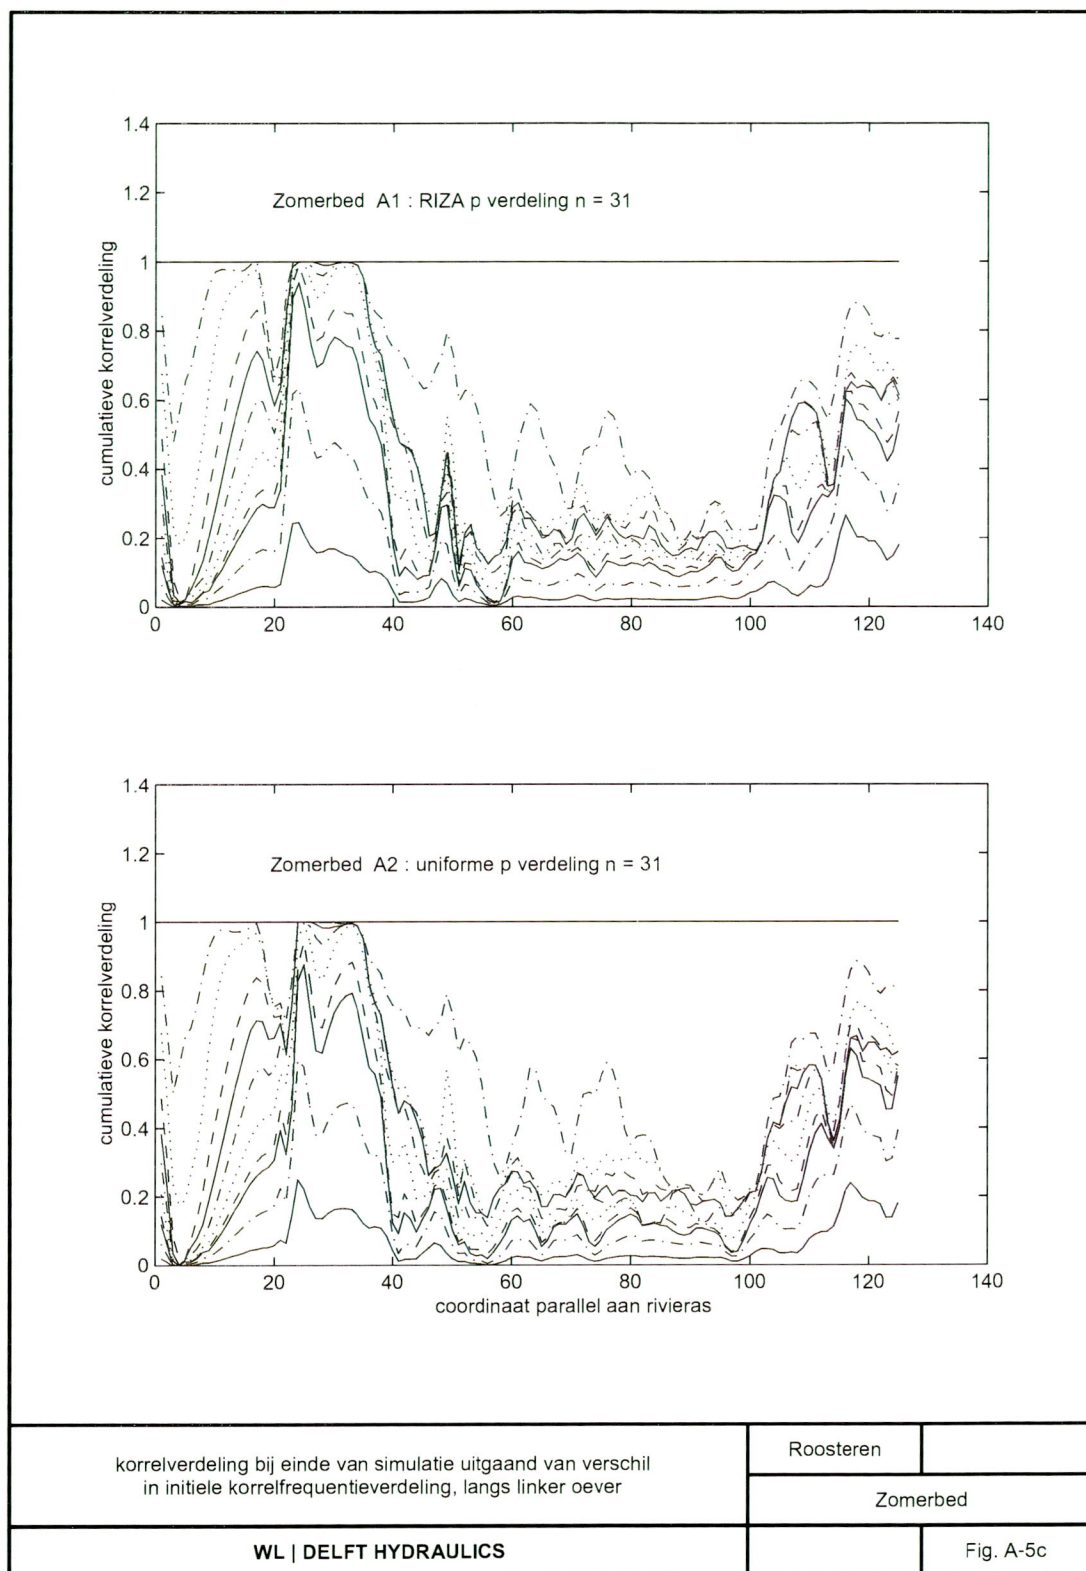 1.4
1.2
Zomerbed A1 : RIZA p verdeling n = 31
1
0.8
0.6
0.4
0.2
0
cumulatieve korrelverdeling
0 20 40 60 80 100 120 140
1.4
1.2
Zomerbed A2 : uniforme p verdeling n = 31
1
0.8
0.6
0.4
0.2
0
cumulatieve korrelverdeling
0 20 40 60 80 100 120 140
coordinaat parallel aan rivieras
korrelverdeling bij einde van simulatie uitgaand van verschil
in initiele korrelfrequentieverdeling, langs linker oever
Roosteren
Zomerbed
WL | DELFT HYDRAULICS
Fig. A-5c